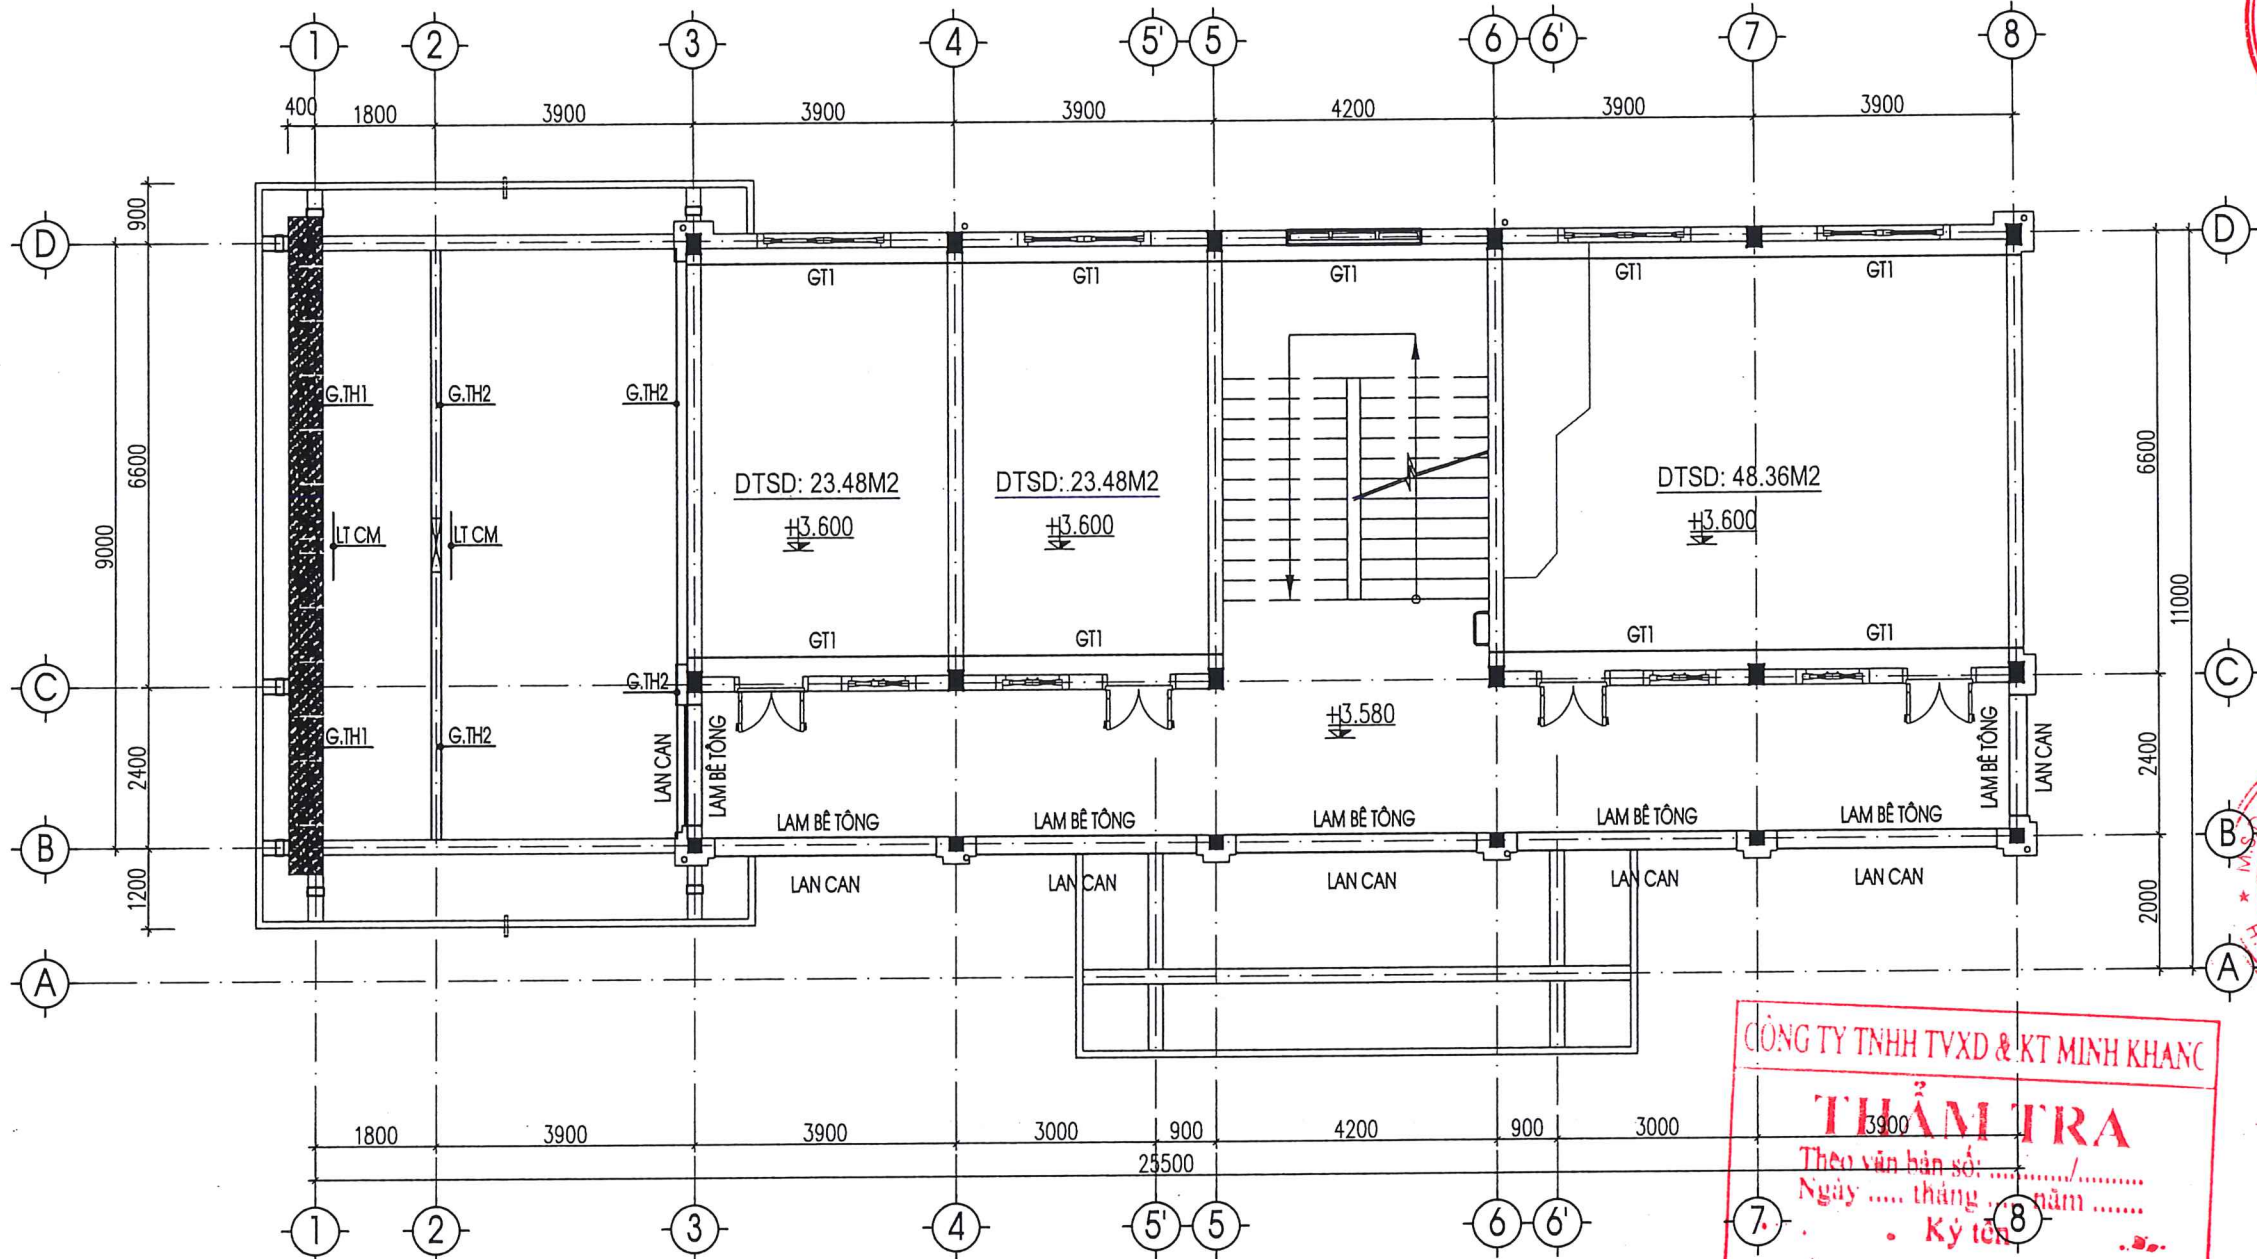 1 2 3 4 5' 5 6 6' 7 8
400 1800 3900 3900 3900 4200 3900 3900
900
D D
GT1 GT1 GT1 GT1 GT1
G.TH1 G.TH2 G.TH2
6600 6600
DTSD: 23.48M2 DTSD: 23.48M2 DTSD: 48.36M2
+3.600 +3.600 +3.600
LT CM LT CM
9000
11000
GT1 GT1 GT1 GT1
C C
G.TH2
+3.580
G.TH1 G.TH2
LAN CAN LAM BÊ TÔNG LAM BÊ TÔNG LAN CAN
2400 2400
LAM BÊ TÔNG LAM BÊ TÔNG LAM BÊ TÔNG LAM BÊ TÔNG LAM BÊ TÔNG
B B
LAN CAN LAN CAN LAN CAN LAN CAN LAN CAN
1200 2000
M.S
A A
CÔNG TY TNHH TVXD & KT MINH KHANG
THẨM TRA
1800 3900 3900 3000 900 4200 900 3000 3900
25500
Theo văn bản số: ........../..........
Ngày ..... tháng ..... năm .......
Ký tên
1 2 3 4 5' 5 6 6' 7 8